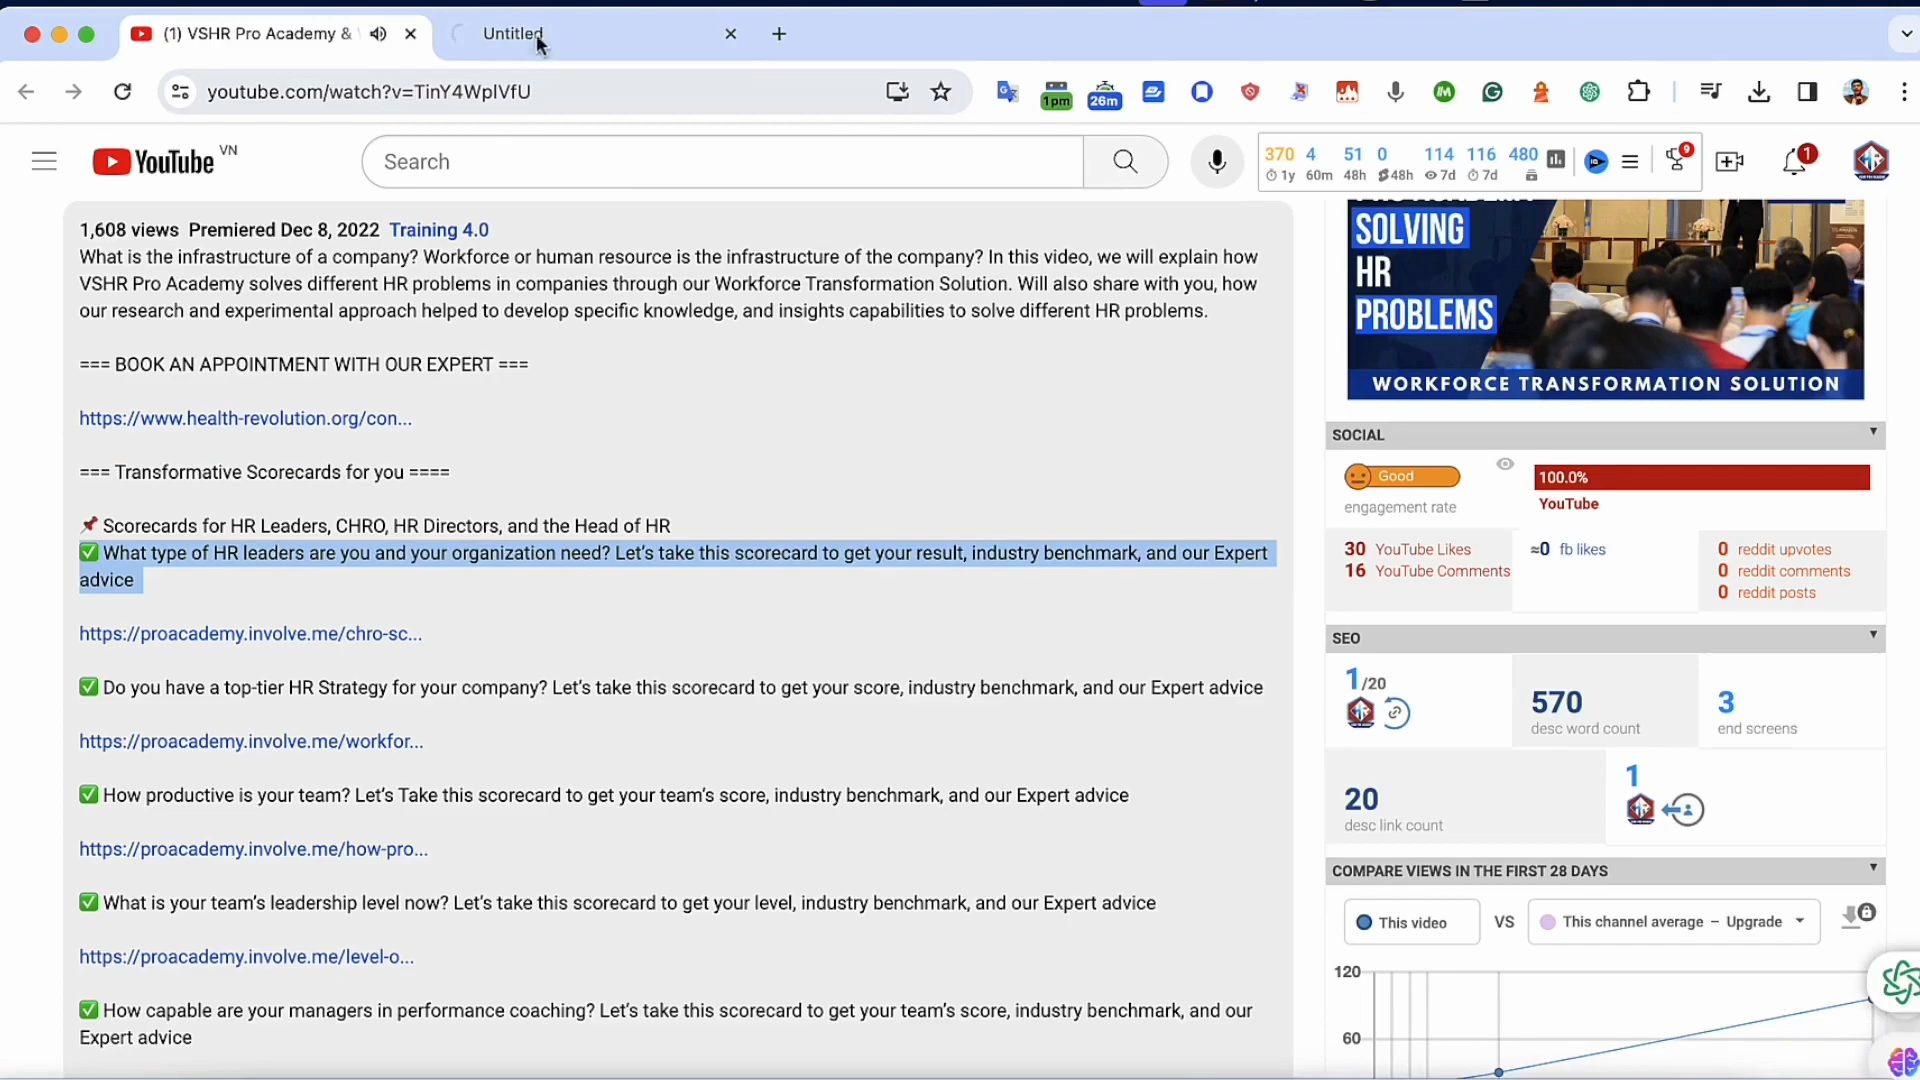 (1) VSHR Pro Academy &
Untitled
youtube.com/watch?v=TinY4WplVfU
1pm
26m
YouTube VN
Search
370 4 51 0 114 116 480
1y 60m 48h 48h 7d 7d
9
1
1,608 views Premiered Dec 8, 2022 Training 4.0
What is the infrastructure of a company? Workforce or human resource is the infrastructure of the company? In this video, we will explain how
VSHR Pro Academy solves different HR problems in companies through our Workforce Transformation Solution. Will also share with you, how
our research and experimental approach helped to develop specific knowledge, and insights capabilities to solve different HR problems.
=== BOOK AN APPOINTMENT WITH OUR EXPERT ===
https://www.health-revolution.org/con...
=== Transformative Scorecards for you ====
📌 Scorecards for HR Leaders, CHRO, HR Directors, and the Head of HR
✅ What type of HR leaders are you and your organization need? Let’s take this scorecard to get your result, industry benchmark, and our Expert
advice
https://proacademy.involve.me/chro-sc...
✅ Do you have a top-tier HR Strategy for your company? Let’s take this scorecard to get your score, industry benchmark, and our Expert advice
https://proacademy.involve.me/workfor...
✅ How productive is your team? Let’s Take this scorecard to get your team’s score, industry benchmark, and our Expert advice
https://proacademy.involve.me/how-pro...
✅ What is your team’s leadership level now? Let’s take this scorecard to get your level, industry benchmark, and our Expert advice
https://proacademy.involve.me/level-o...
✅ How capable are your managers in performance coaching? Let’s take this scorecard to get your team’s score, industry benchmark, and our
Expert advice
SOLVING
HR
PROBLEMS
WORKFORCE TRANSFORMATION SOLUTION
SOCIAL
Good
engagement rate
100.0%
YouTube
30 YouTube Likes
16 YouTube Comments
≈0 fb likes
0 reddit upvotes
0 reddit comments
0 reddit posts
SEO
1/20
570
desc word count
3
end screens
20
desc link count
1
COMPARE VIEWS IN THE FIRST 28 DAYS
This video VS This channel average – Upgrade
120
60